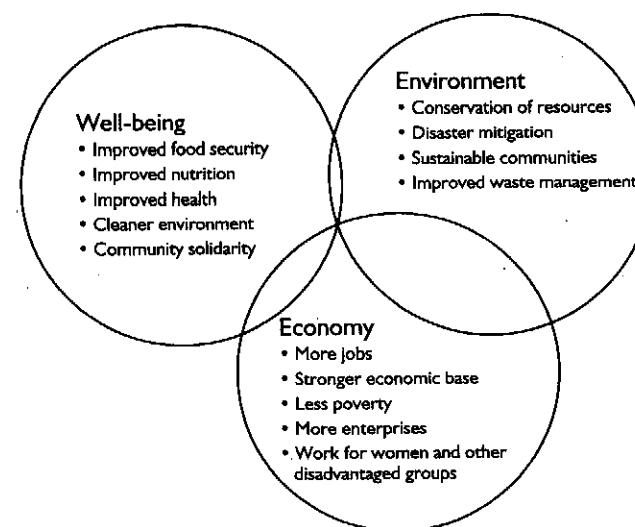 Well-being
• Improved food security
• Improved nutrition
• Improved health
• Cleaner environment
• Community solidarity
Environment
• Conservation of resources
• Disaster mitigation
• Sustainable communities
• Improved waste management
Economy
• More jobs
• Stronger economic base
• Less poverty
• More enterprises
• Work for women and other
disadvantaged groups